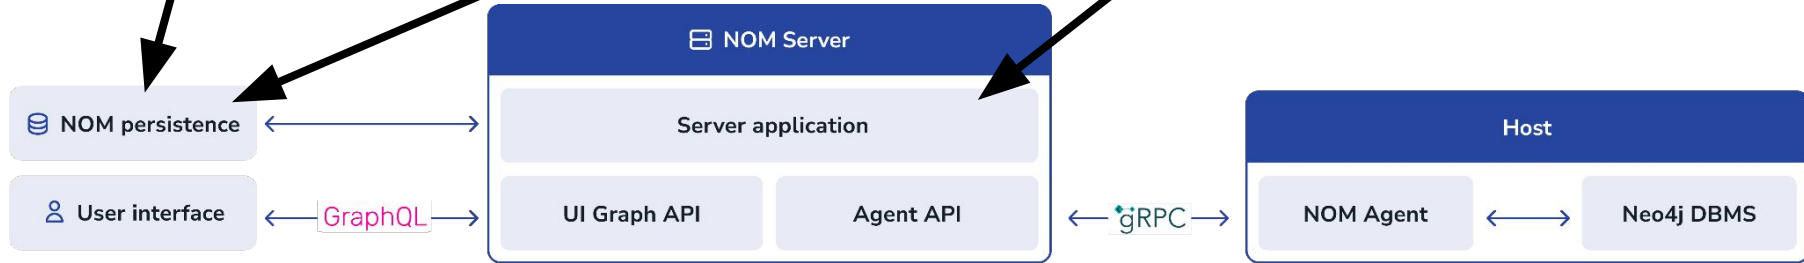 NOM Server
NOM persistence
Server application
Host
User interface
GraphQL
UI Graph API
Agent API
gRPC
NOM Agent
Neo4j DBMS